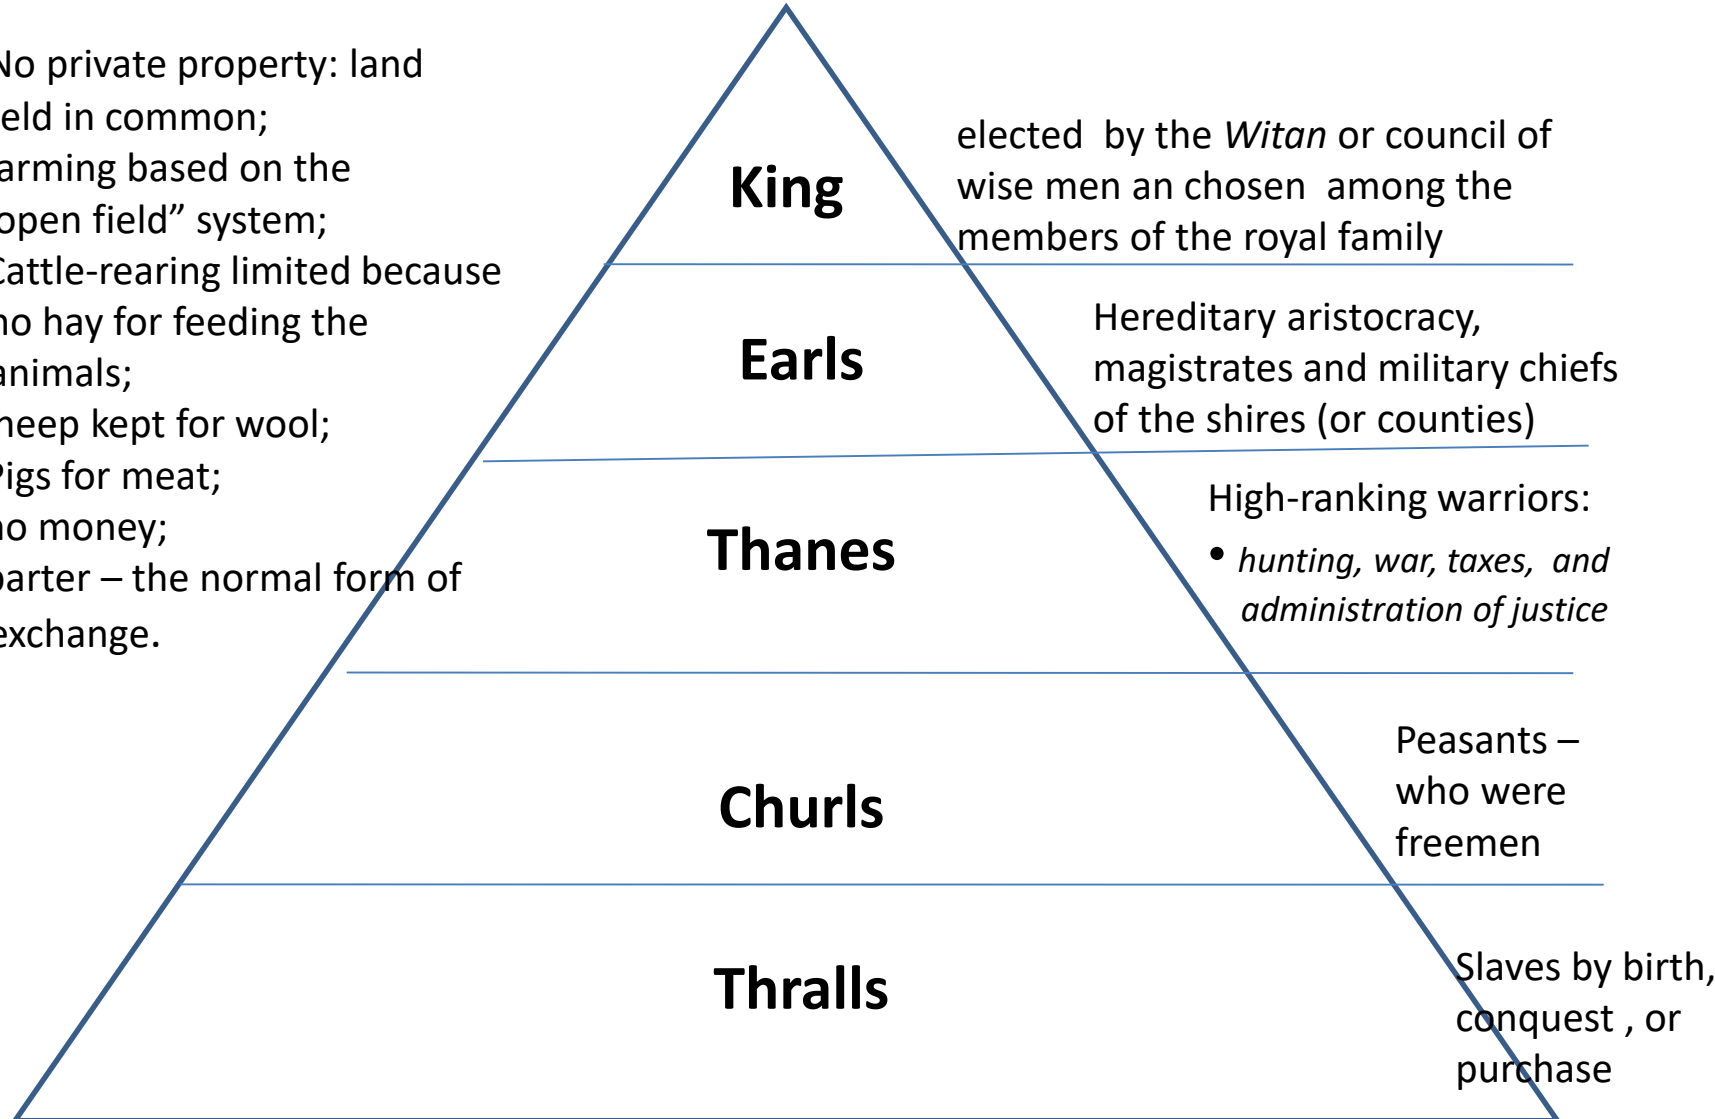 No private property: land
eld in common;
arming based on the
open field” system;
Cattle-rearing limited because
no hay for feeding the
animals;
heep kept for wool;
Pigs for meat;
no money;
barter – the normal form of
exchange.
King
elected by the Witan or council of
wise men an chosen among the
members of the royal family
Earls
Hereditary aristocracy,
magistrates and military chiefs
of the shires (or counties)
Thanes
High-ranking warriors:
• hunting, war, taxes, and
administration of justice
Churls
Peasants –
who were
freemen
Thralls
Slaves by birth,
conquest , or
purchase